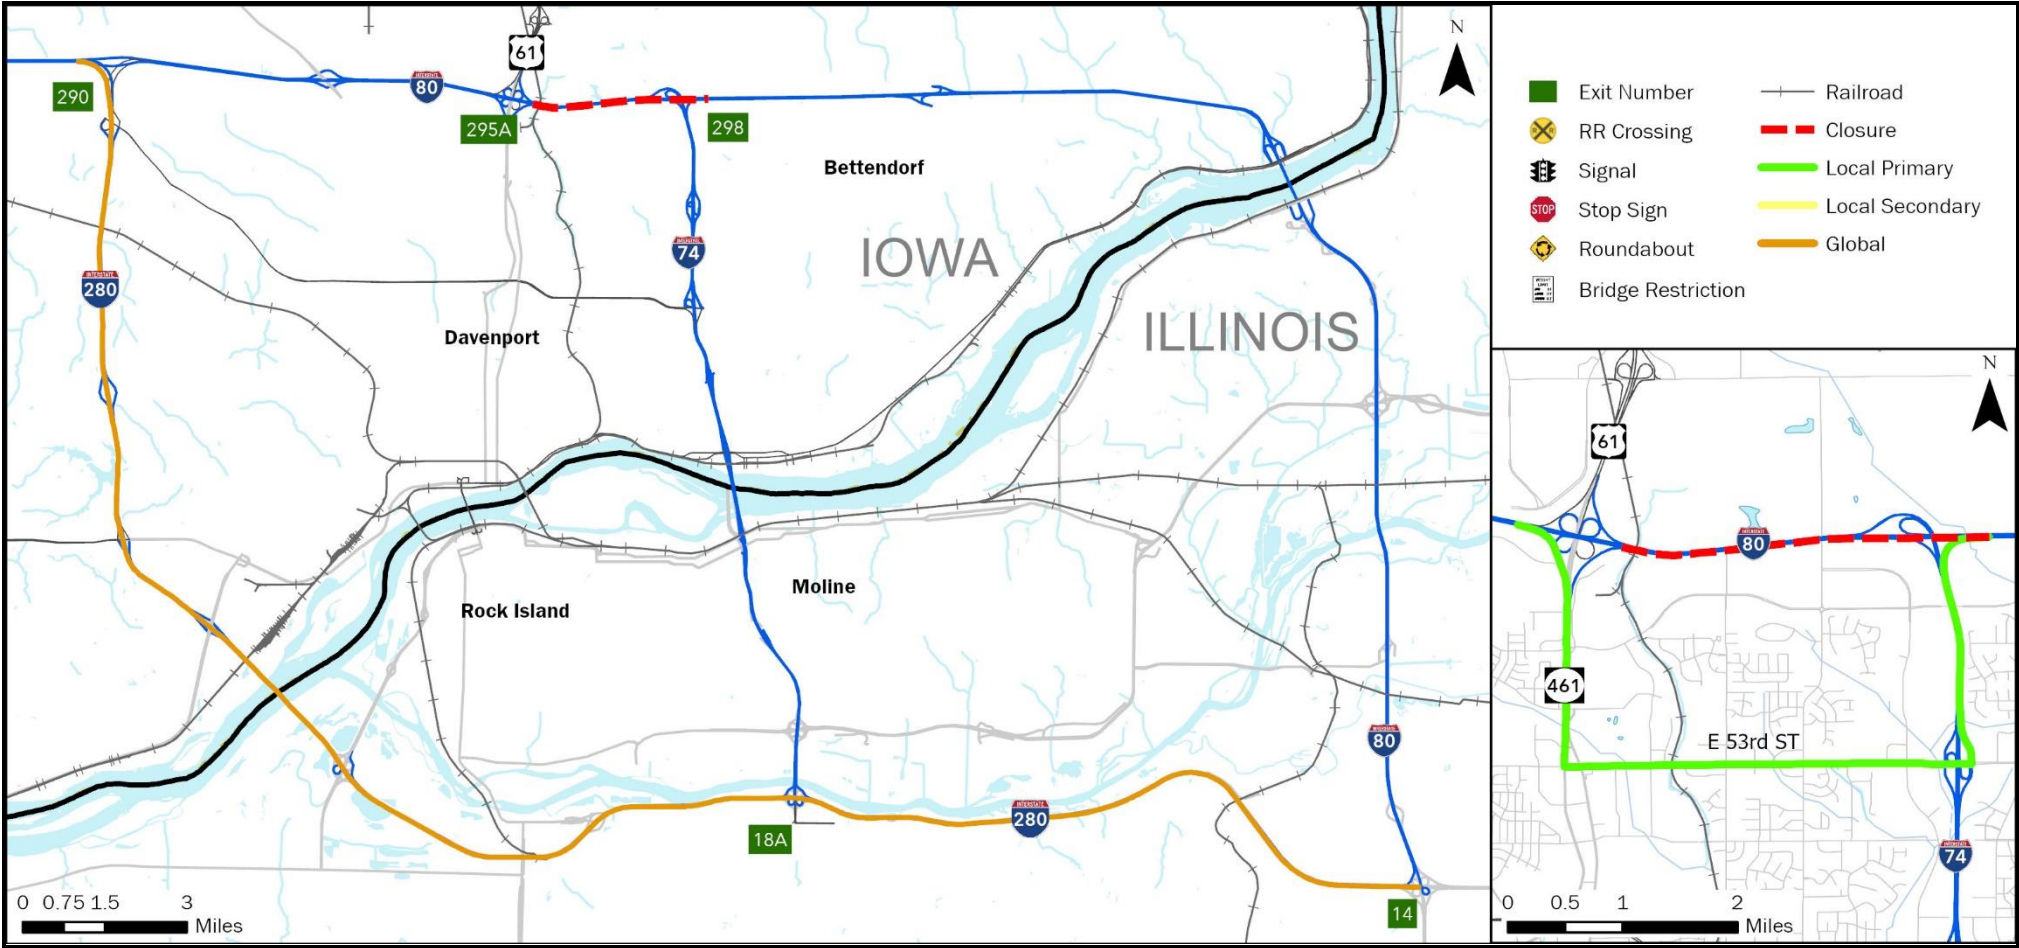 N
61
290
80
295A
298
Bettendorf
74
IOWA
280
ILLINOIS
Davenport
Moline
Rock Island
80
280
18A
14
0 0.75 1.5 3
Miles
Exit Number
Railroad
RR Crossing
Closure
Signal
Local Primary
STOP
Stop Sign
Local Secondary
Roundabout
Global
Bridge Restriction
N
61
80
461
E 53rd ST
74
0 0.5 1 2
Miles